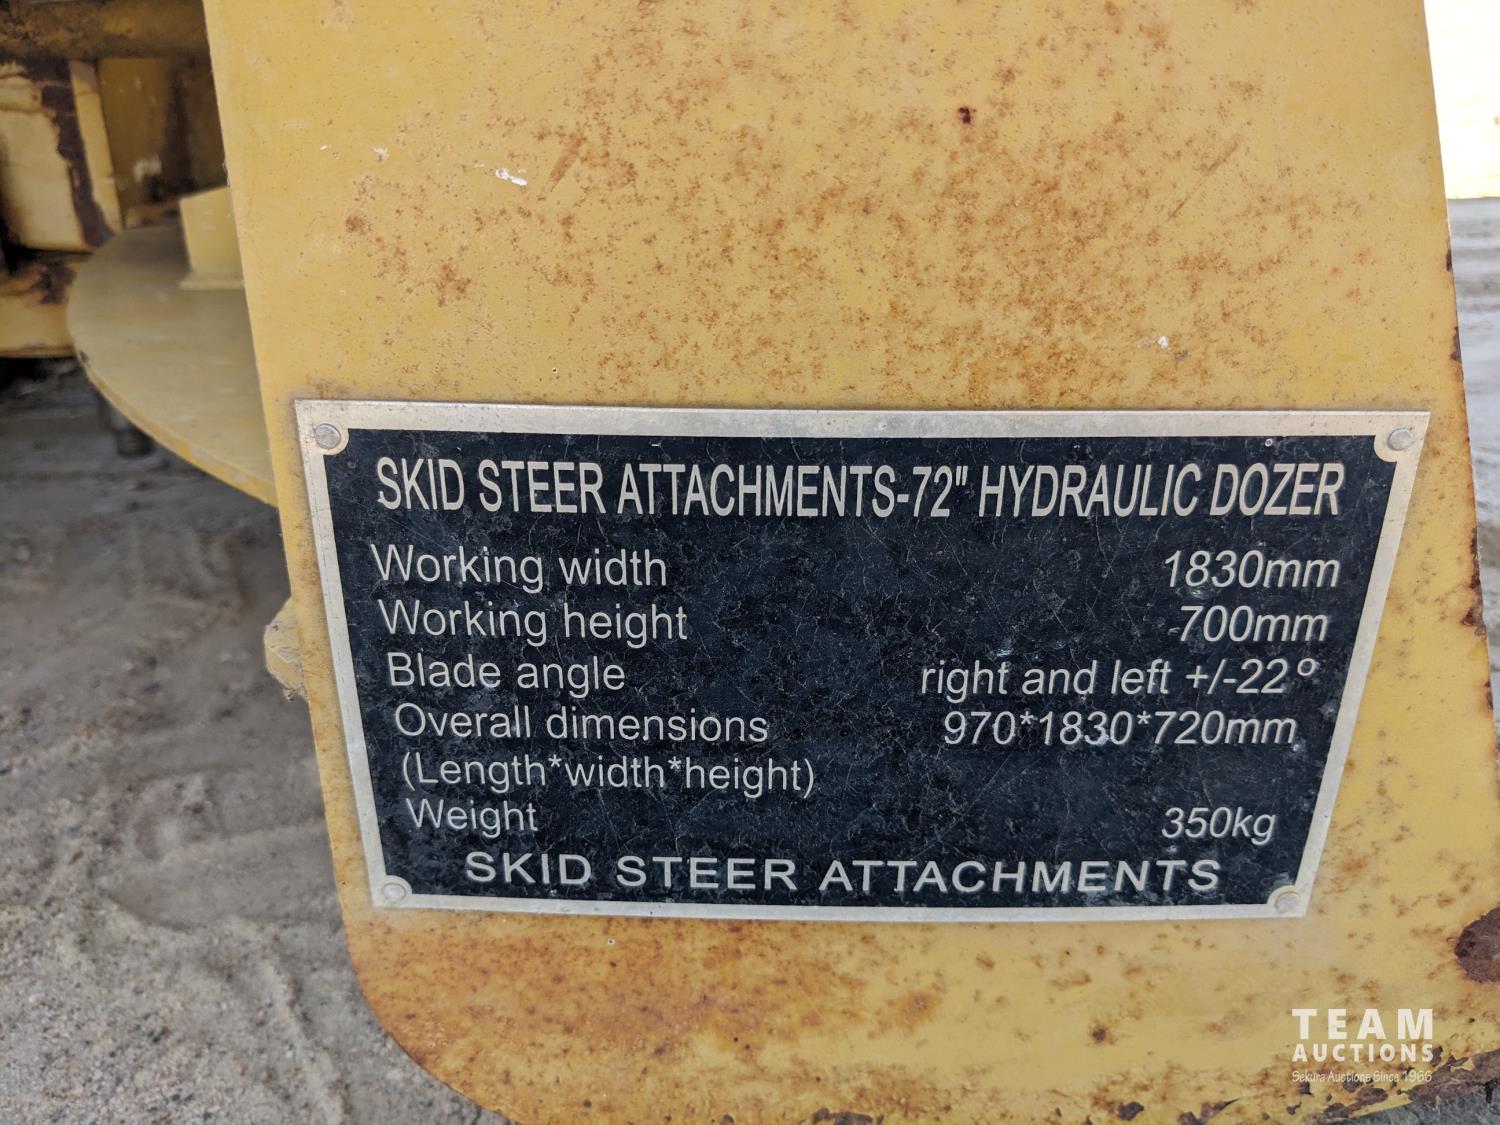 SKID STEER ATTACHMENTS-72" HYDRAULIC DOZER
Working width 1830mm
Working height 700mm
Blade angle right and left +/-22°
Overall dimensions 970*1830*720mm
(Length*width*height)
Weight 350kg
SKID STEER ATTACHMENTS
TEAM
AUCTIONS
Sekura Auctions Since 1966